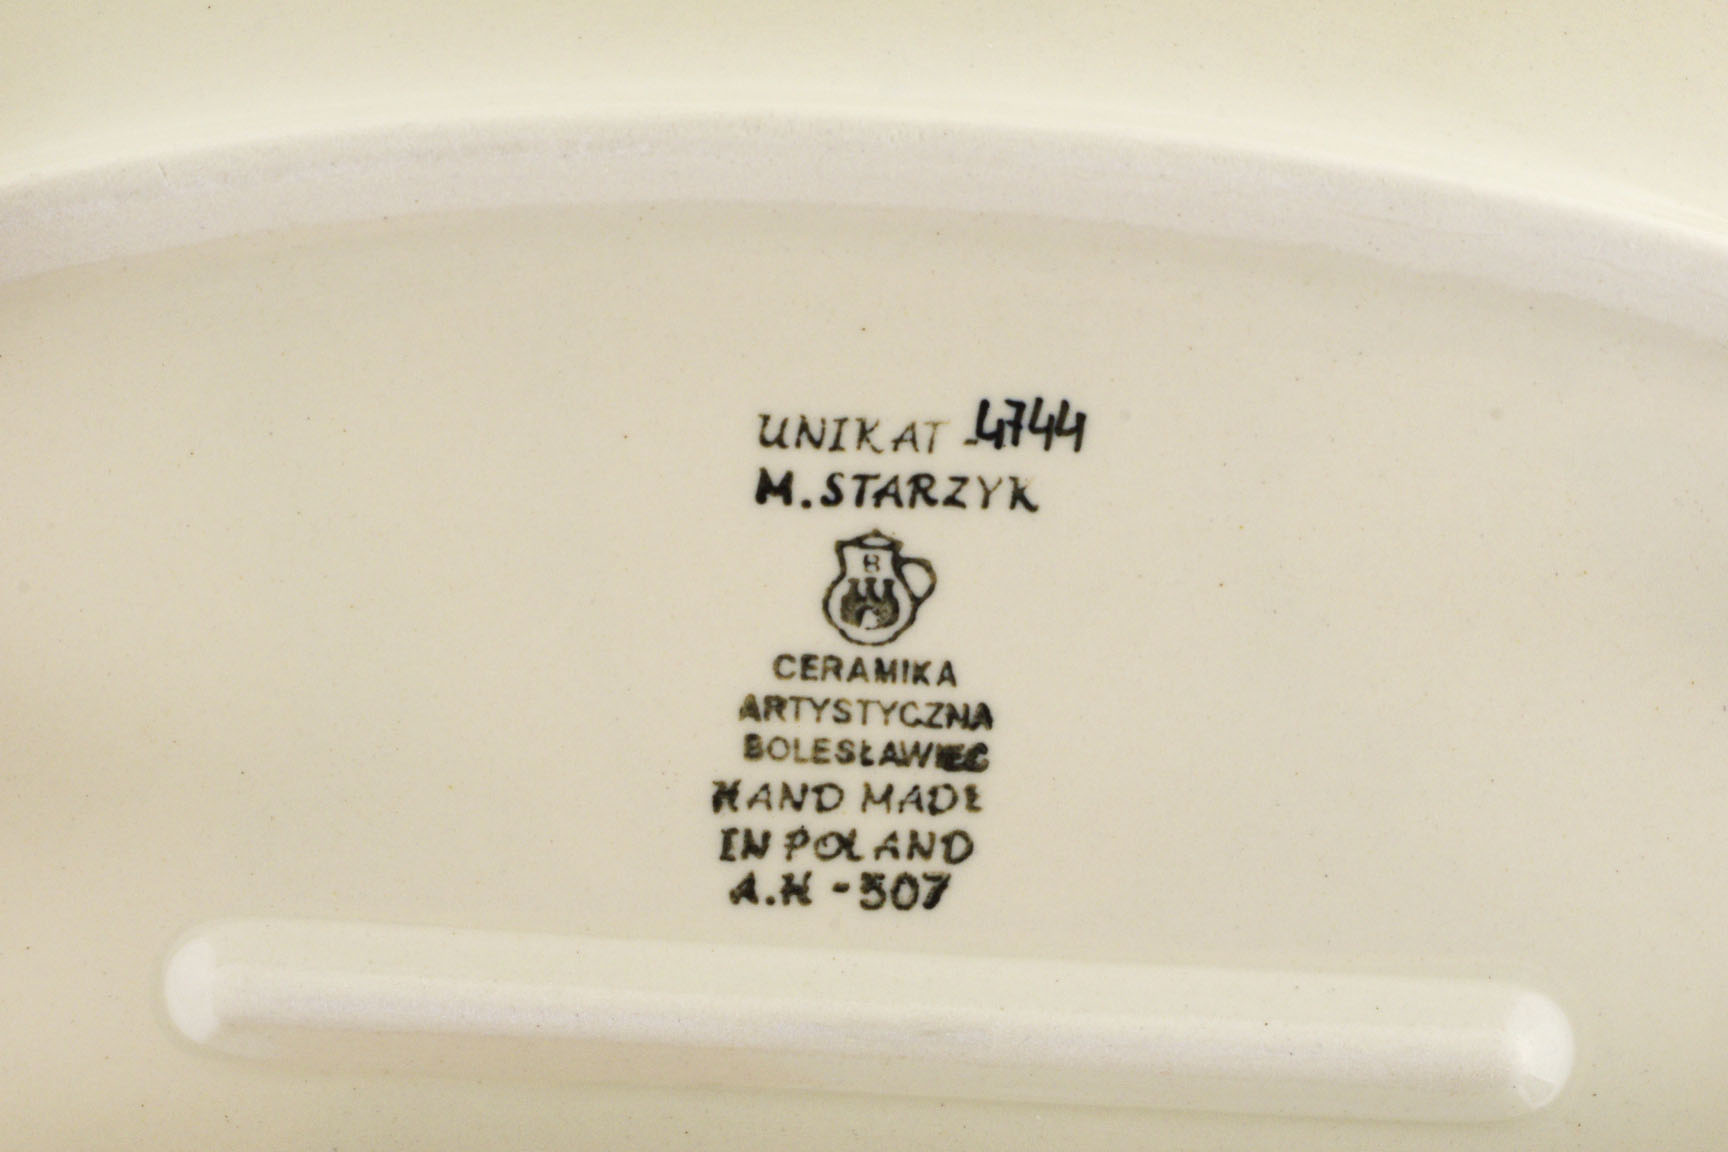 UNIKAT -4744
M. STARZYK
B
CERAMIKA
ARTYSTYCZNA
BOLESŁAWIEC
HAND MADE
IN POLAND
A.H - 507